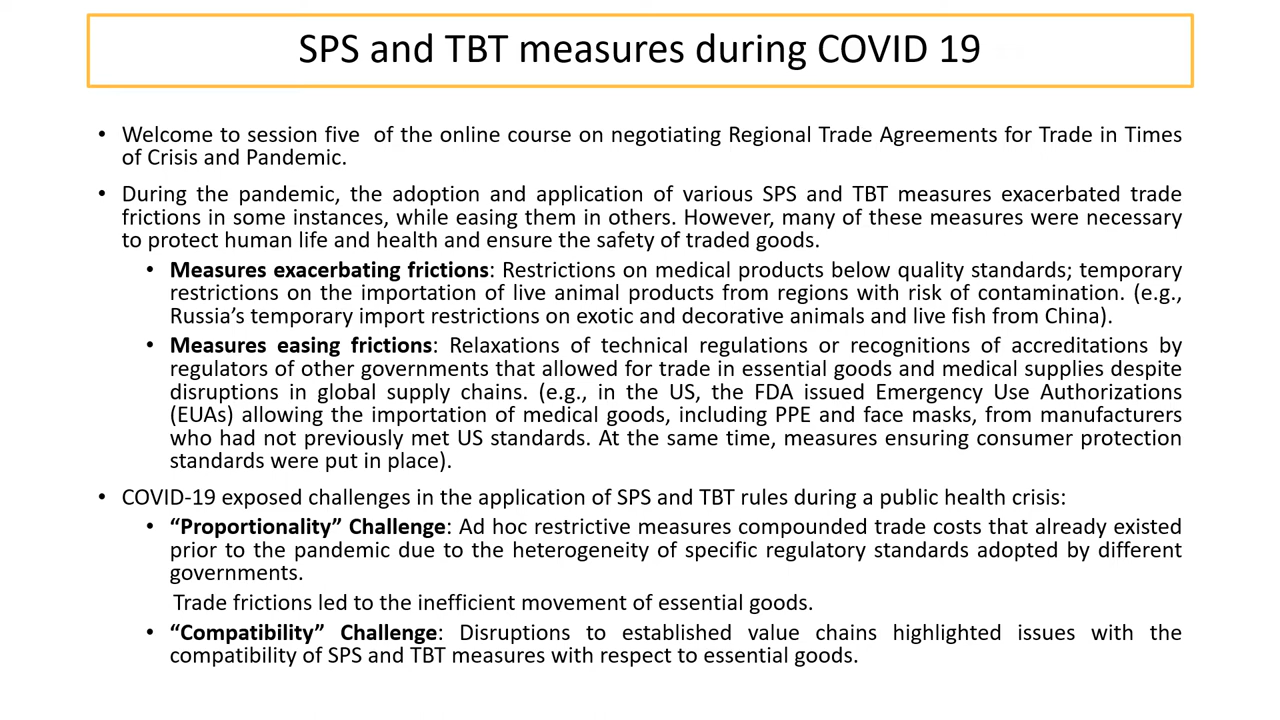 SPS and TBT measures during COVID 19
• Welcome to session five of the online course on negotiating Regional Trade Agreements for Trade in Times
of Crisis and Pandemic.
• During the pandemic, the adoption and application of various SPS and TBT measures exacerbated trade
frictions in some instances, while easing them in others. However, many of these measures were necessary
to protect human life and health and ensure the safety of traded goods.
• Measures exacerbating frictions: Restrictions on medical products below quality standards; temporary
restrictions on the importation of live animal products from regions with risk of contamination. (e.g.,
Russia’s temporary import restrictions on exotic and decorative animals and live fish from China).
• Measures easing frictions: Relaxations of technical regulations or recognitions of accreditations by
regulators of other governments that allowed for trade in essential goods and medical supplies despite
disruptions in global supply chains. (e.g., in the US, the FDA issued Emergency Use Authorizations
(EUAs) allowing the importation of medical goods, including PPE and face masks, from manufacturers
who had not previously met US standards. At the same time, measures ensuring consumer protection
standards were put in place).
• COVID-19 exposed challenges in the application of SPS and TBT rules during a public health crisis:
• “Proportionality” Challenge: Ad hoc restrictive measures compounded trade costs that already existed
prior to the pandemic due to the heterogeneity of specific regulatory standards adopted by different
governments.
Trade frictions led to the inefficient movement of essential goods.
• “Compatibility” Challenge: Disruptions to established value chains highlighted issues with the
compatibility of SPS and TBT measures with respect to essential goods.